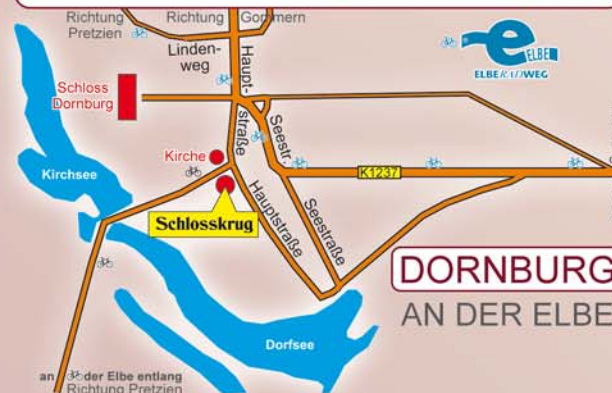 Richtung
Pretzien
Richtung
Gommern
Linden-
weg
Haupt-
straße
e
ELBE
ELBERADWEG
Schloss
Dornburg
Seestr.
Kirche
K1237
Kirchsee
Schlosskrug
Hauptstraße
Seestraße
DORNBURG
AN DER ELBE
Dorfsee
an der Elbe entlang
Richtung Pretzien